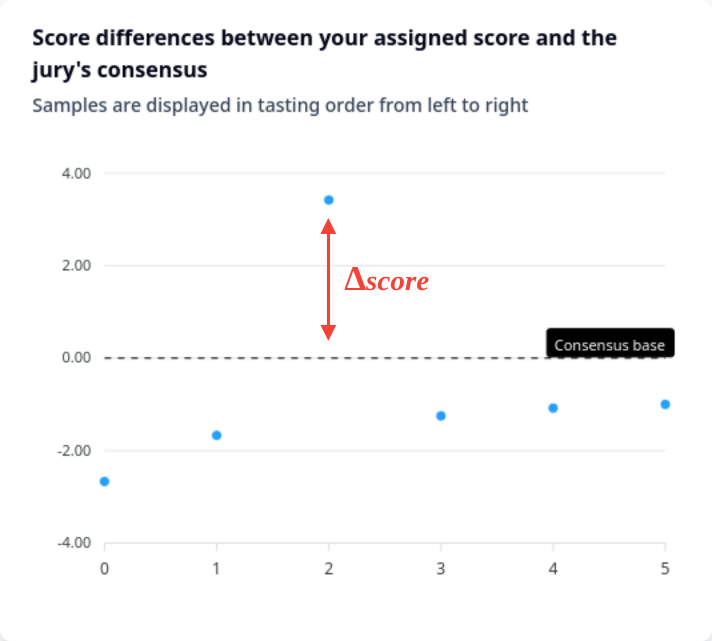 Score differences between your assigned score and the
jury's consensus
Samples are displayed in tasting order from left to right
4.00
2.00
Δscore
0.00
Consensus base
-2.00
-4.00
0 1 2 3 4 5